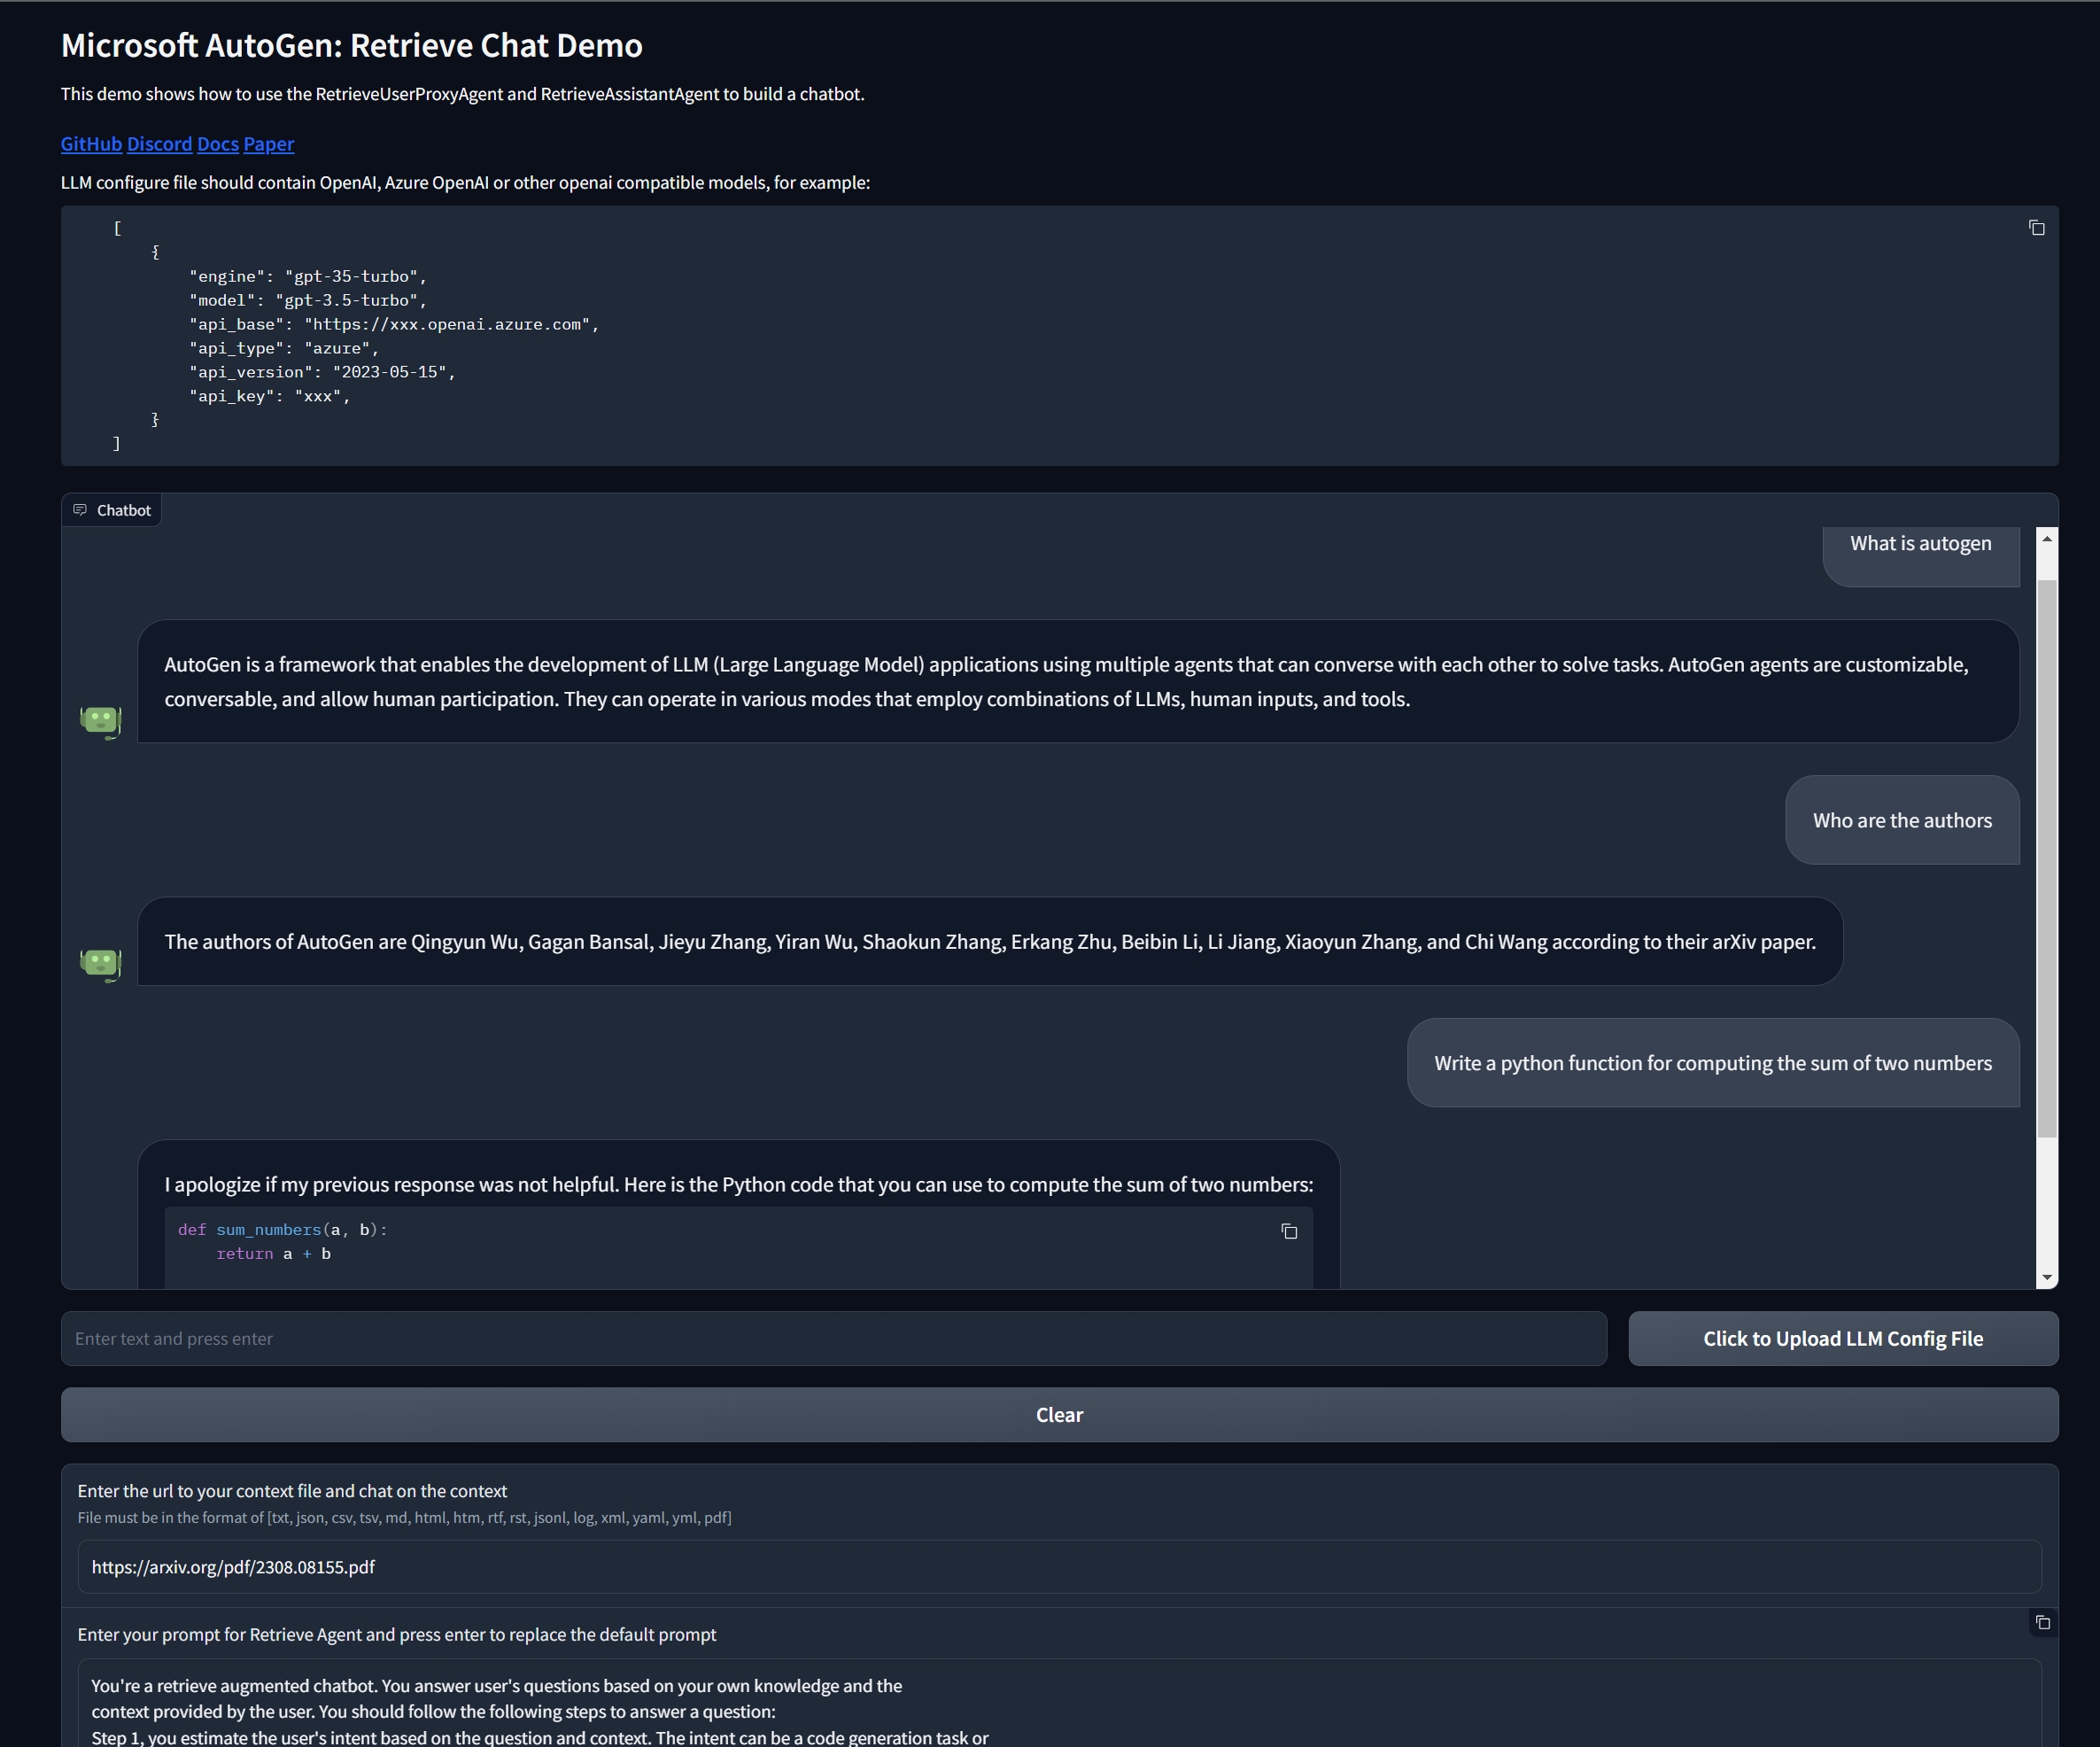 Microsoft AutoGen: Retrieve Chat Demo
This demo shows how to use the RetrieveUserProxyAgent and RetrieveAssistantAgent to build a chatbot.
GitHub Discord Docs Paper
LLM configure file should contain OpenAI, Azure OpenAI or other openai compatible models, for example:
[
{
"engine": "gpt-35-turbo",
"model": "gpt-3.5-turbo",
"api_base": "https://xxx.openai.azure.com",
"api_type": "azure",
"api_version": "2023-05-15",
"api_key": "xxx",
}
]
Chatbot
What is autogen
AutoGen is a framework that enables the development of LLM (Large Language Model) applications using multiple agents that can converse with each other to solve tasks. AutoGen agents are customizable,
conversable, and allow human participation. They can operate in various modes that employ combinations of LLMs, human inputs, and tools.
Who are the authors
The authors of AutoGen are Qingyun Wu, Gagan Bansal, Jieyu Zhang, Yiran Wu, Shaokun Zhang, Erkang Zhu, Beibin Li, Li Jiang, Xiaoyun Zhang, and Chi Wang according to their arXiv paper.
Write a python function for computing the sum of two numbers
I apologize if my previous response was not helpful. Here is the Python code that you can use to compute the sum of two numbers:
def sum_numbers(a, b):
return a + b
Enter text and press enter
Click to Upload LLM Config File
Clear
Enter the url to your context file and chat on the context
File must be in the format of [txt, json, csv, tsv, md, html, htm, rtf, rst, jsonl, log, xml, yaml, yml, pdf]
https://arxiv.org/pdf/2308.08155.pdf
Enter your prompt for Retrieve Agent and press enter to replace the default prompt
You're a retrieve augmented chatbot. You answer user's questions based on your own knowledge and the
context provided by the user. You should follow the following steps to answer a question:
Step 1, you estimate the user's intent based on the question and context. The intent can be a code generation task or